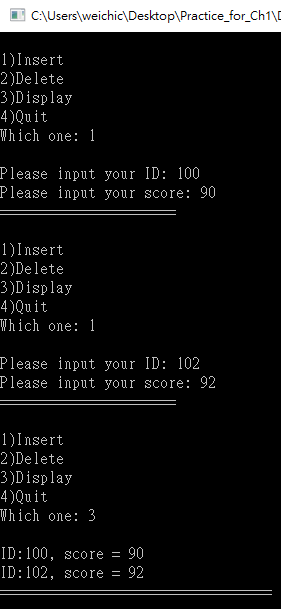 C:\Users\weichic\Desktop\Practice_for_Ch1\
1)Insert
2)Delete
3)Display
4)Quit
Which one: 1
Please input your ID: 100
Please input your score: 90
======================
1)Insert
2)Delete
3)Display
4)Quit
Which one: 1
Please input your ID: 102
Please input your score: 92
======================
1)Insert
2)Delete
3)Display
4)Quit
Which one: 3
ID:100, score = 90
ID:102, score = 92
==================================